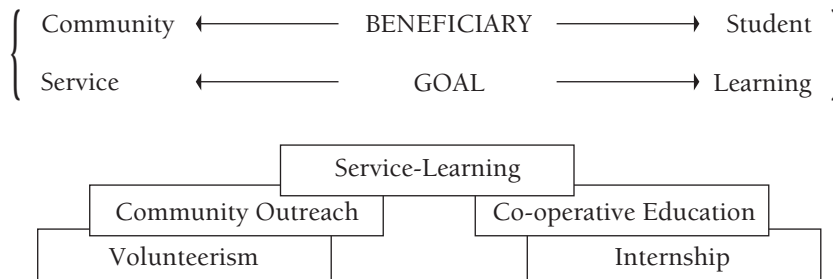 Community BENEFICIARY Student
Service GOAL Learning
Service-Learning
Community Outreach Co-operative Education
Volunteerism Internship